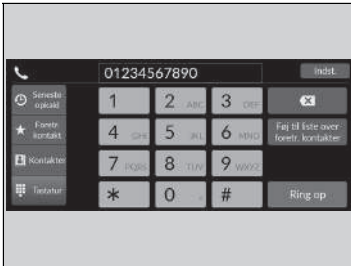 01234567890
Indst.
Seneste
opkald
1
2 ABC
3 DEF
Foretr.
kontakt
4 GHI
5 JKL
6 MNO
Føj til liste over
foretr. kontakter
Kontakter
7 PQRS
8 TUV
9 WXYZ
Tastatur
*
0 +
#
Ring op